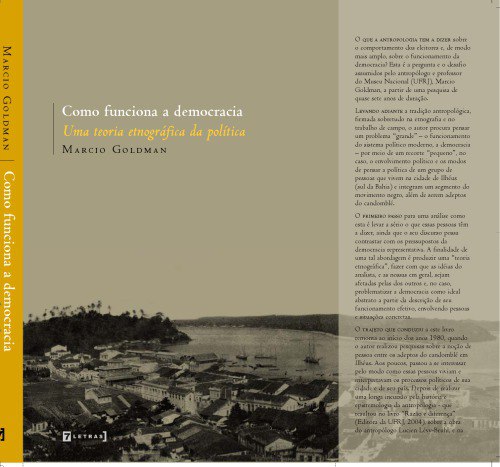 MARCIO GOLDMAN
Como funciona a democracia
Como funciona a democracia
Uma teoria etnográfica da política
MARCIO GOLDMAN
7 LETRAS
O QUE A ANTROPOLOGIA TEM A DIZER sobre
o comportamento dos eleitores e, de modo
mais amplo, sobre o funcionamento da
democracia? Esta é a pergunta e o desafio
assumidos pelo antropólogo e professor
do Museu Nacional (UFRJ), Marcio
Goldman, a partir de uma pesquisa de
quase sete anos de duração.
LEVANDO ADIANTE a tradição antropológica,
firmada sobretudo na etnografia e no
trabalho de campo, o autor procura pensar
um problema "grande" – o funcionamento
do sistema político moderno, a democracia
– por meio de um recorte "pequeno", no
caso, o envolvimento político e os modos
de pensar a política de um grupo de
pessoas que vivem na cidade de Ilhéus
(sul da Bahia) e integram um segmento do
movimento negro, além de serem adeptos
do candomblé.
O PRIMEIRO PASSO para uma análise como
esta é levar a sério o que essas pessoas têm
a dizer, ainda que o seu discurso possa
contrastar com os pressupostos da
democracia representativa. A finalidade de
uma tal abordagem é produzir uma "teoria
etnográfica", fazer com que as idéias do
analista, e as nossas em geral, sejam
afetadas pelas dos outros e, no caso,
problematizar a democracia como ideal
abstrato a partir da descrição de seu
funcionamento efetivo, envolvendo pessoas
e situações concretas.
O TRAJETO QUE CONDUZIU a este livro
remonta ao início dos anos 1980, quando
o autor realizou pesquisas sobre a noção de
pessoa entre os adeptos do candomblé em
Ilhéus. Aos poucos, passou a se interessar
pelo modo como essas pessoas viviam e
interpretavam os processos políticos de sua
cidade e de seu país. Depois de realizar
uma longa incursão pela história e
epistemologia da antropologia - que
resultou no livro "Razão e diferença"
(Editora da UFRJ, 2004), sobre a obra
do antropólogo Lucien Lévy-Bruhl, e na